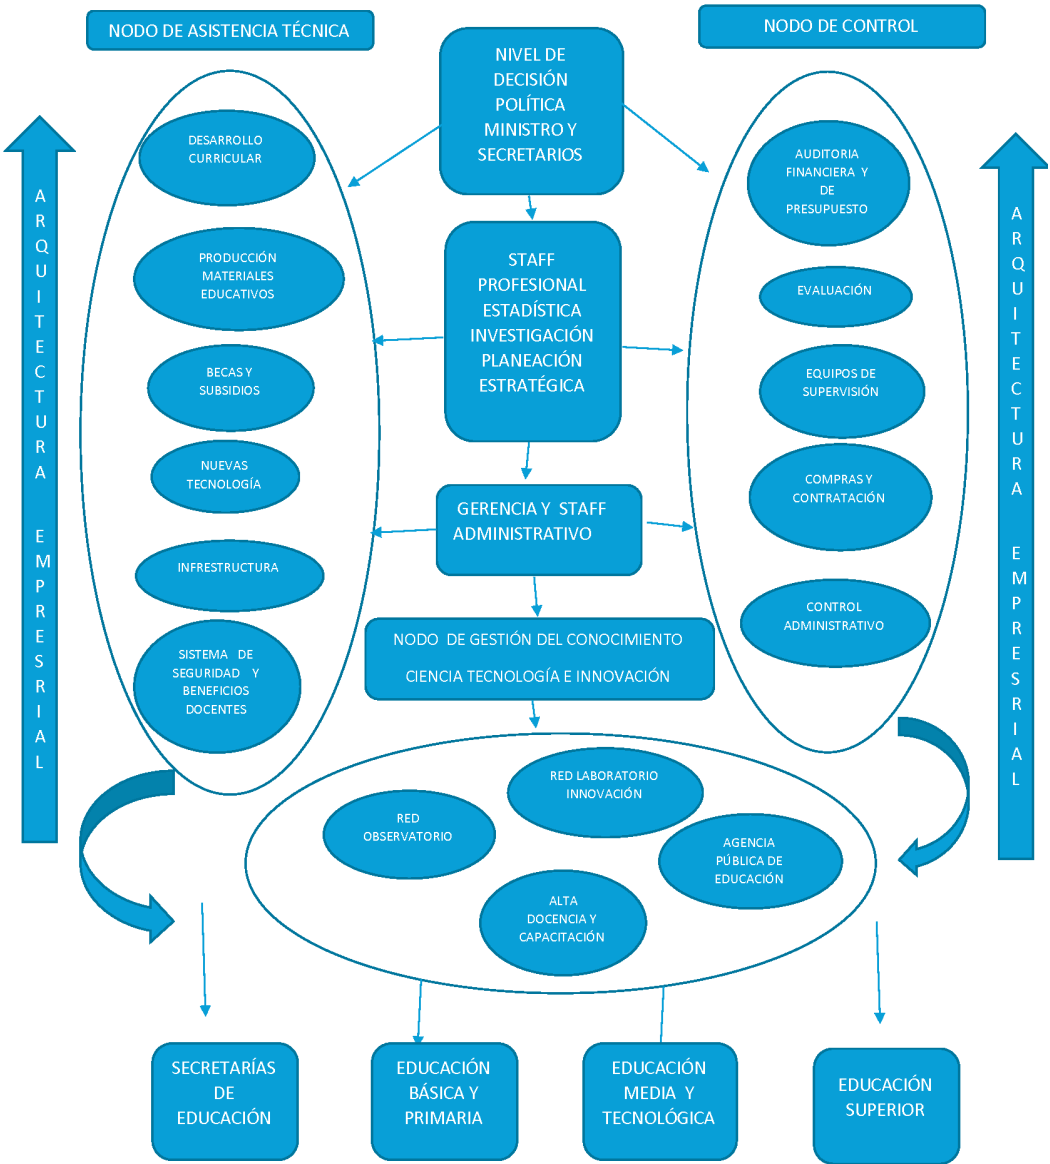 NODO DE ASISTENCIA TÉCNICA
NODO DE CONTROL
NIVEL DE
DECISIÓN
POLÍTICA
MINISTRO Y
SECRETARIOS
ARQUITECTURA EMPRESRIAL
DESARROLLO
CURRICULAR
PRODUCCIÓN
MATERIALES
EDUCATIVOS
BECAS Y
SUBSIDIOS
NUEVAS
TECNOLOGÍA
INFRESTRUCTURA
SISTEMA DE
SEGURIDAD Y
BENEFICIOS
DOCENTES
STAFF
PROFESIONAL
ESTADÍSTICA
INVESTIGACIÓN
PLANEACIÓN
ESTRATÉGICA
GERENCIA Y STAFF
ADMINISTRATIVO
NODO DE GESTIÓN DEL CONOCIMIENTO
CIENCIA TECNOLOGÍA E INNOVACIÓN
AUDITORIA
FINANCIERA Y
DE
PRESUPUESTO
EVALUACIÓN
EQUIPOS DE
SUPERVISIÓN
COMPRAS Y
CONTRATACIÓN
CONTROL
ADMINISTRATIVO
ARQUITECTURA EMPRESRIAL
RED LABORATORIO
INNOVACIÓN
RED
OBSERVATORIO
AGENCIA
PÚBLICA DE
EDUCACIÓN
ALTA
DOCENCIA Y
CAPACITACIÓN
SECRETARÍAS
DE
EDUCACIÓN
EDUCACIÓN
BÁSICA Y
PRIMARIA
EDUCACIÓN
MEDIA Y
TECNOLÓGICA
EDUCACIÓN
SUPERIOR